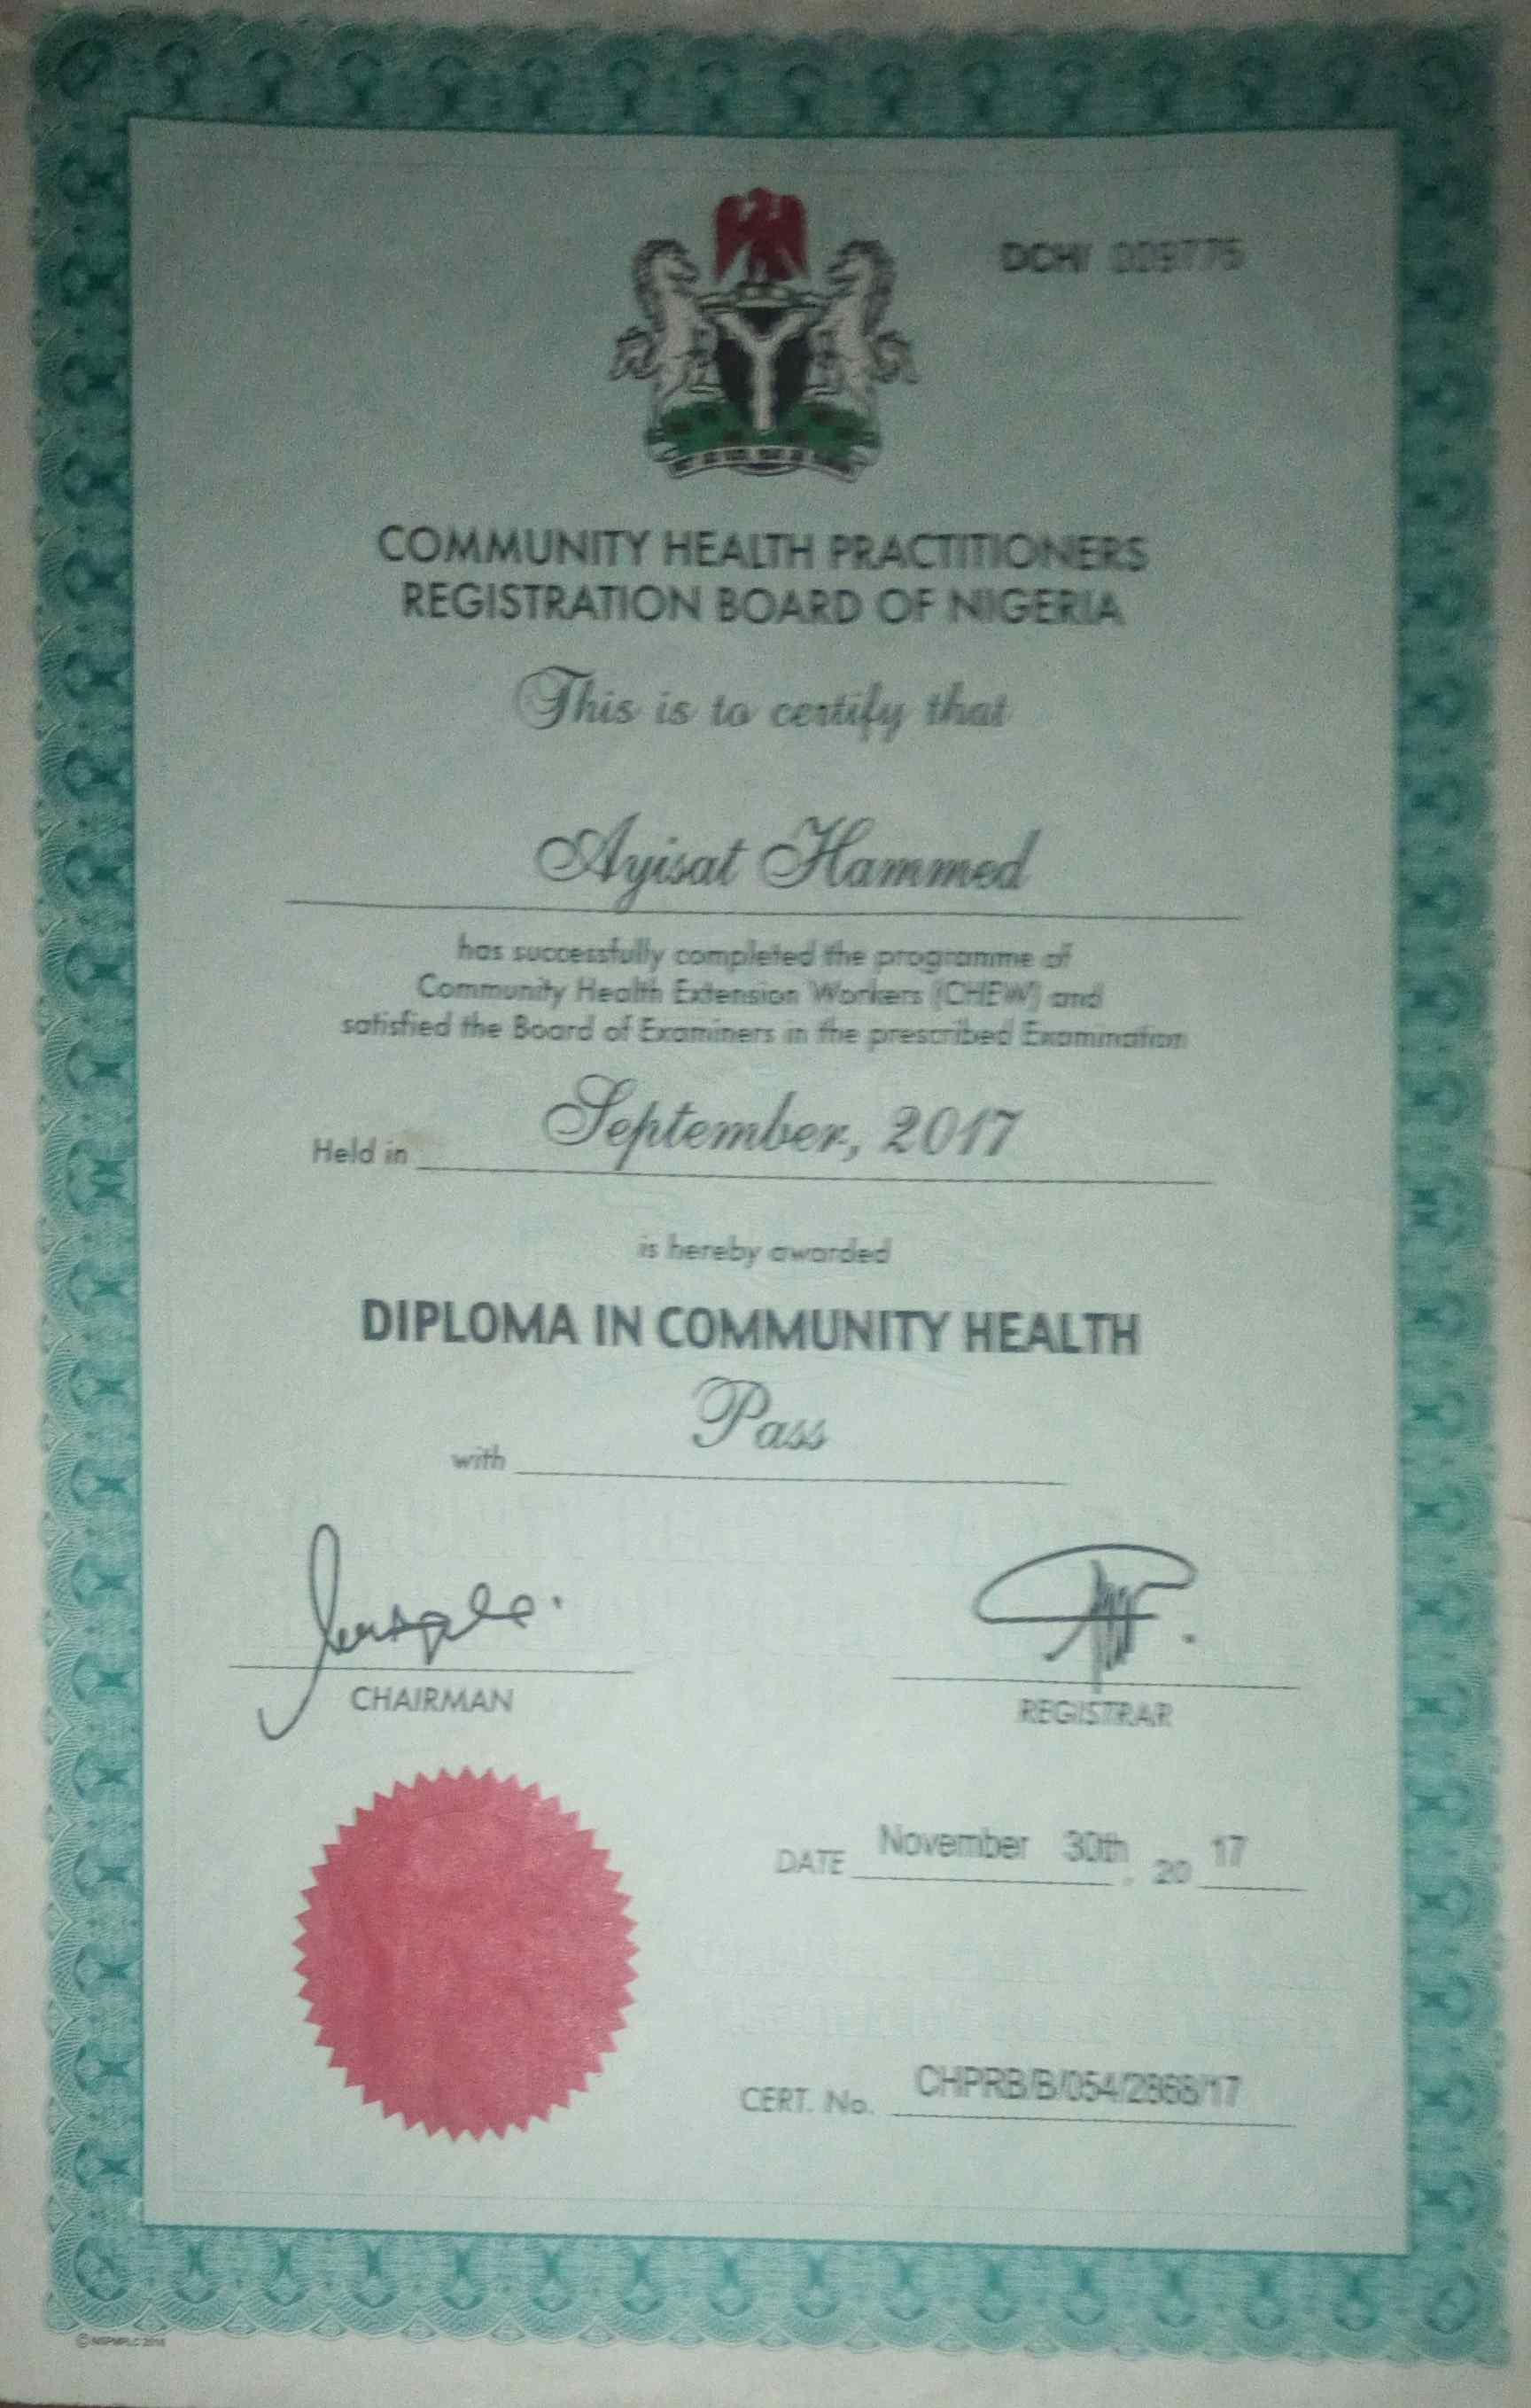 DCH/ 009776
COMMUNITY HEALTH PRACTITIONERS
REGISTRATION BOARD OF NIGERIA
This is to certify that
Ayisat Hammed
has successfully completed the programme of
Community Health Extension Workers (CHEW) and
satisfied the Board of Examiners in the prescribed Examination
Held in September, 2017
is hereby awarded
DIPLOMA IN COMMUNITY HEALTH
with Pass
CHAIRMAN
REGISTRAR
DATE November 30th, 20 17
CERT. No. CHPRB/B/054/2868/17